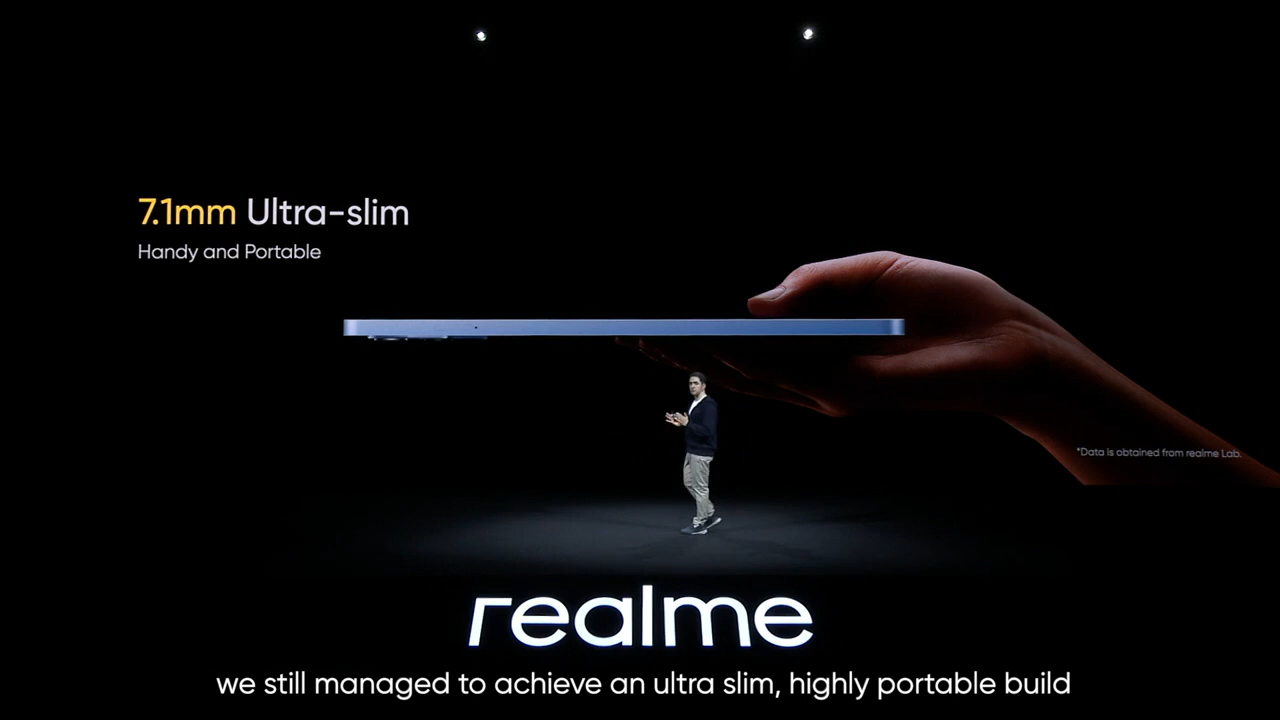 7.1mm Ultra-slim
Handy and Portable
*Data is obtained from realme Lab.
realme
we still managed to achieve an ultra slim, highly portable build